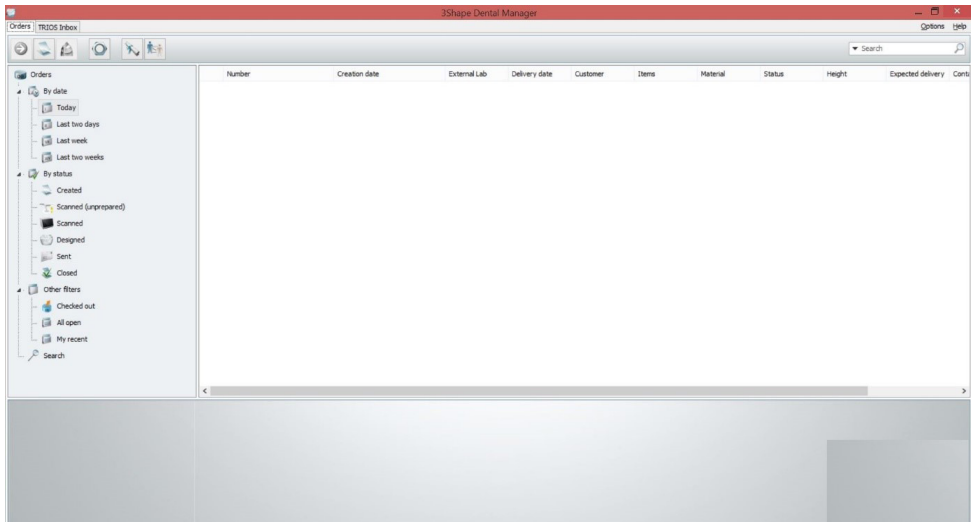 3Shape Dental Manager
Orders TRIOS Inbox Options Help
Search
Orders
Number Creation date External Lab Delivery date Customer Items Material Status Height Expected delivery Conta
By date
Today
Last two days
Last week
Last two weeks
By status
Created
Scanned (unprepared)
Scanned
Designed
Sent
Closed
Other filters
Checked out
All open
My recent
Search